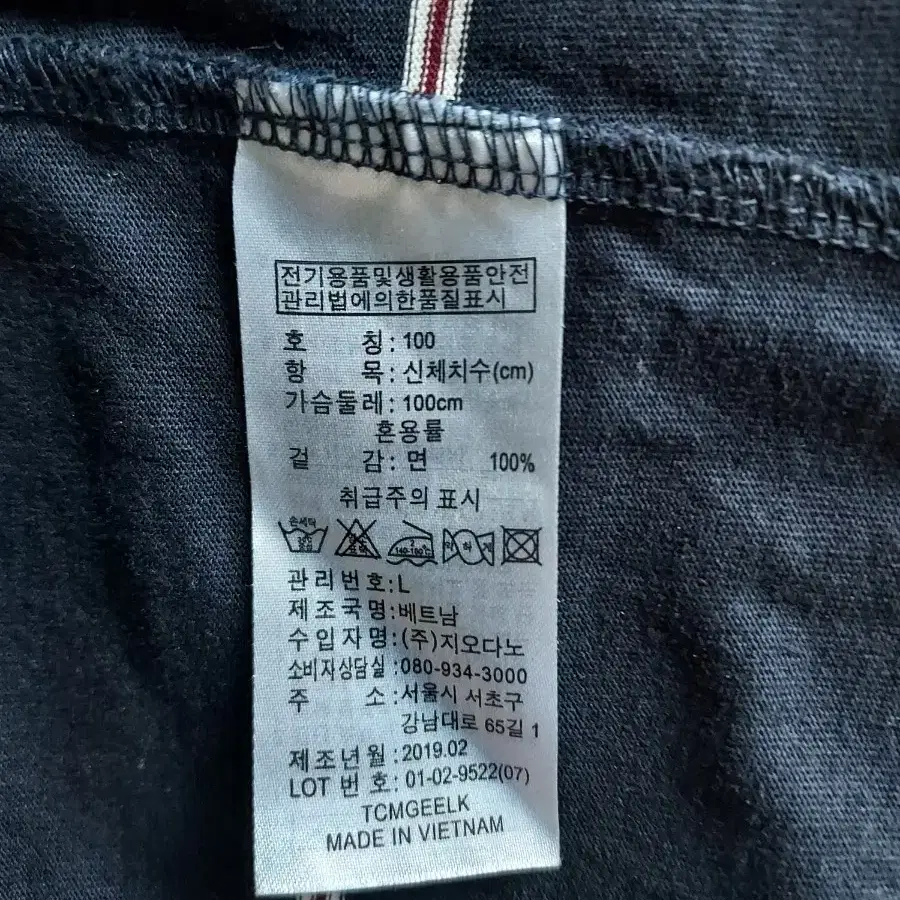 전기용품및생활용품안전
관리법에의한품질표시
호 칭 : 100
항 목 : 신체치수(cm)
가슴둘레 : 100cm
혼용률
겉 감 : 면 100%
취급주의 표시
손세탁
140-160℃
관리번호:L
제조국명:베트남
수입자명:(주)지오다노
소비자상담실:080-934-3000
주 소:서울시 서초구
강남대로 65길 1
제조년월:2019.02
LOT 번호:01-02-9522(07)
TCMGEELK
MADE IN VIETNAM